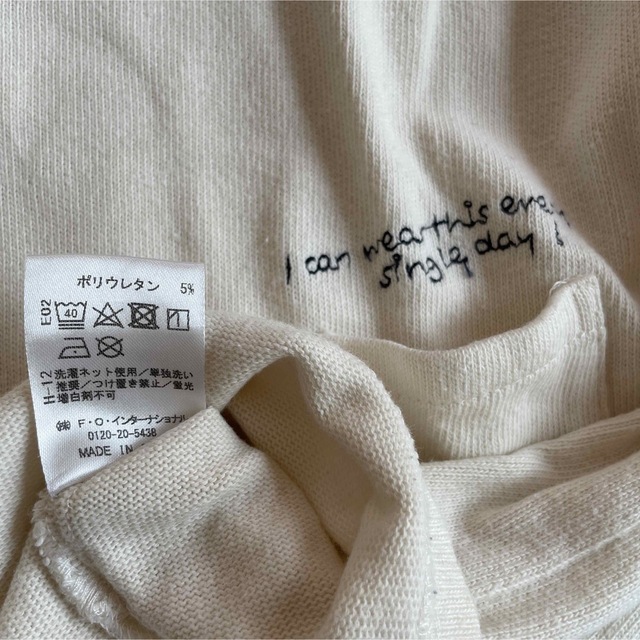 I can wear this every
single day !
ポリウレタン 5%
E02
40
H-12
洗濯ネット使用／単独洗い
推奨／つけ置き禁止／蛍光
増白剤不可
㈱ F・O・インターナショナル
0120-20-5438
MADE IN